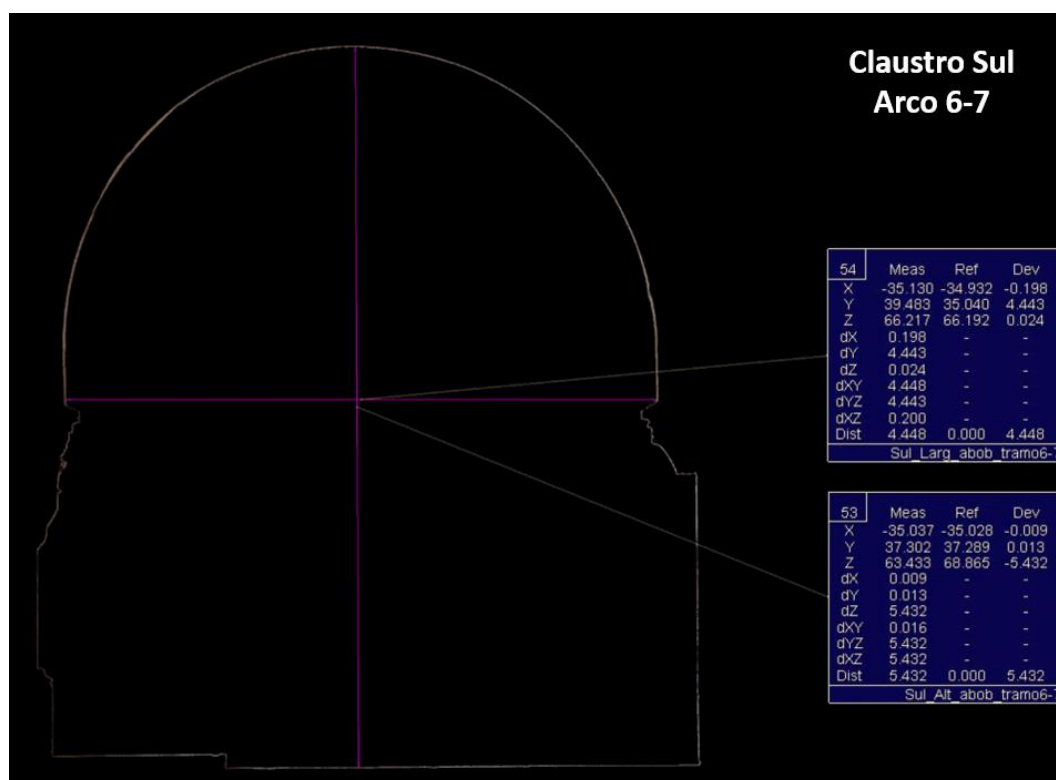 Claustro Sul
Arco 6-7
54 Meas Ref Dev
X -35.130 -34.932 -0.198
Y 39.483 35.040 4.443
Z 66.217 66.192 0.024
dX 0.198 - -
dY 4.443 - -
dZ 0.024 - -
dXY 4.448 - -
dYZ 4.443 - -
dXZ 0.200 - -
Dist 4.448 0.000 4.448
Sul_Larg_abob_tramo6-7
53 Meas Ref Dev
X -35.037 -35.028 -0.009
Y 37.302 37.289 0.013
Z 63.433 68.865 -5.432
dX 0.009 - -
dY 0.013 - -
dZ 5.432 - -
dXY 0.016 - -
dYZ 5.432 - -
dXZ 5.432 - -
Dist 5.432 0.000 5.432
Sul_Alt_abob_tramo6-7